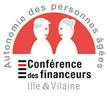 Autonomie des personnes âgées
Conférence
des financeurs
Ille & Vilaine